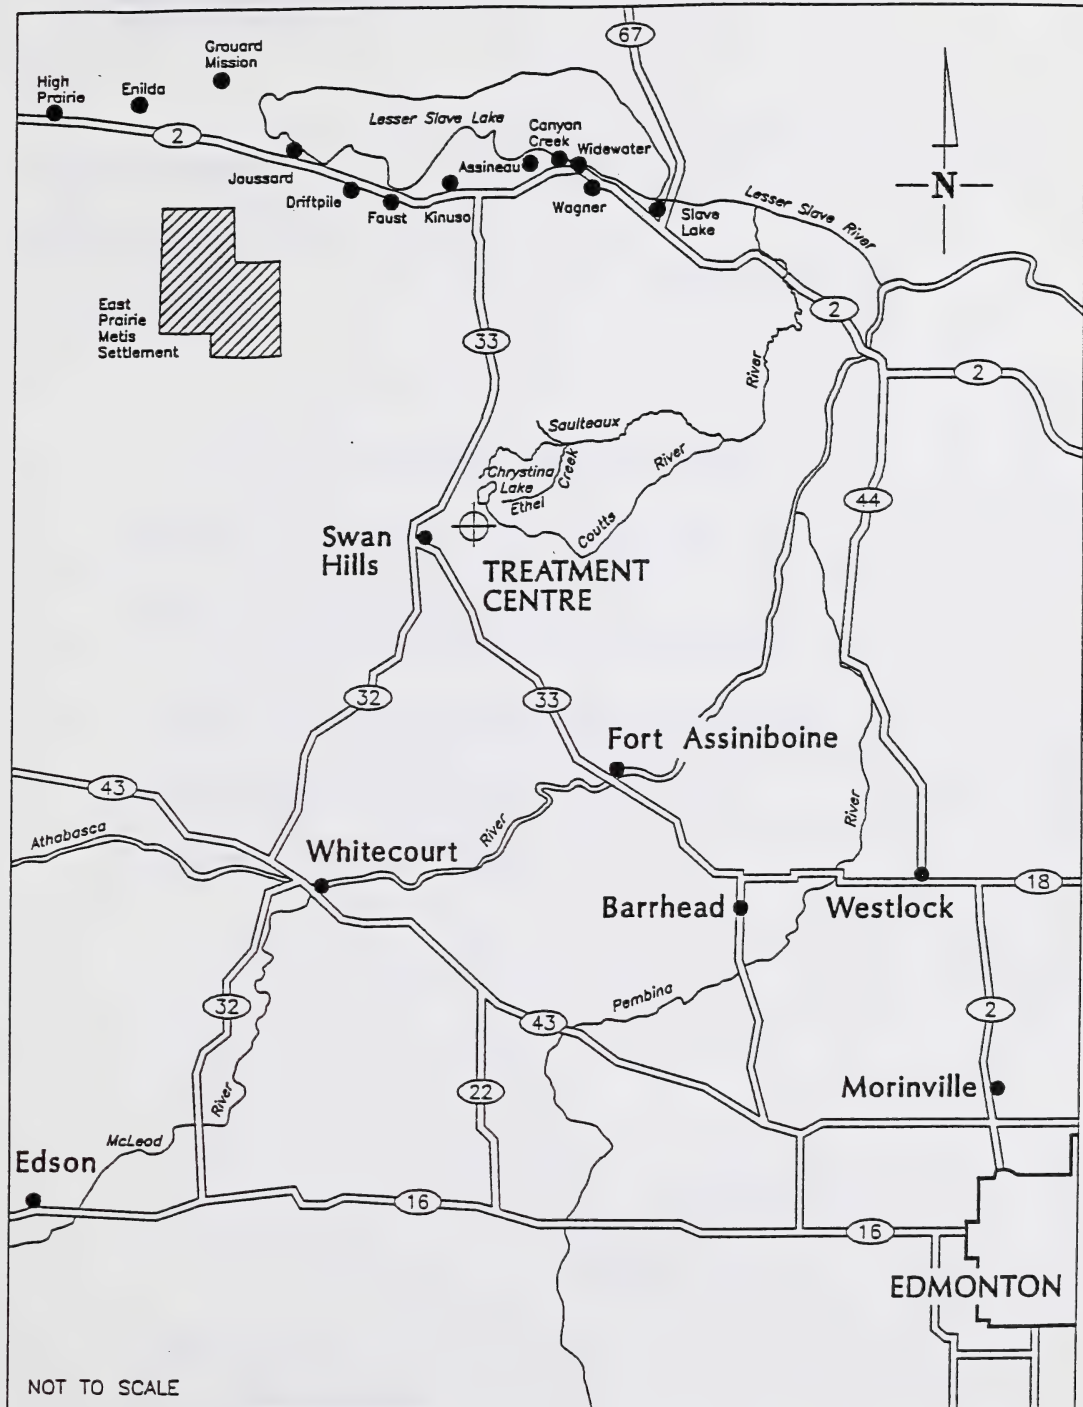 67
Grouard
Mission
High
Prairie
Enilda
2
Lesser Slave Lake
Canyon
Creek
Widewater
Assineau
Joussard
Driftpile
Faust
Kinuso
Wagner
Slave
Lake
Lesser Slave River
N
East
Prairie
Metis
Settlement
33
2
2
River
Saulteaux
River
Chrystina
Lake
Creek
Ethel
Coutts
44
Swan
Hills
TREATMENT
CENTRE
32
33
Fort Assiniboine
43
Athabasca
River
River
Whitecourt
18
Barrhead
Westlock
32
Pembina
43
2
22
Morinville
River
McLeod
Edson
16
16
EDMONTON
NOT TO SCALE